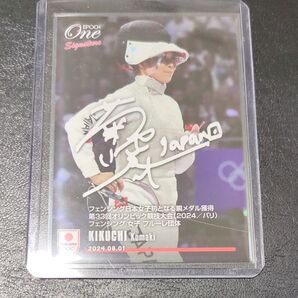 EPOCH
One
Signature
JAPAN
フェンシング日本女子初となる銅メダル獲得
第33回オリンピック競技大会(2024/パリ)
フェンシング 女子 フルーレ団体
KIKUCHI Komaki
2024.08.01